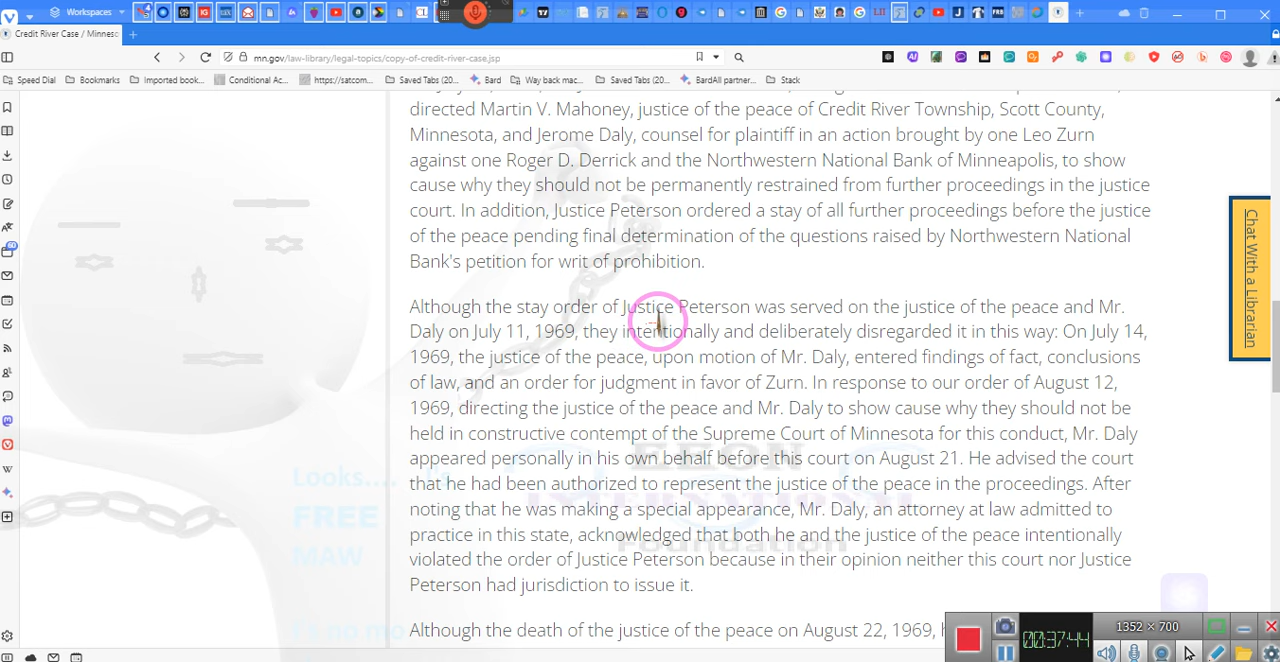 Workspaces
Credit River Case / Minnes
mn.gov/law-library/legal-topics/copy-of-credit-river-case.jsp
Speed Dial Bookmarks Imported book... Conditional Ac... https://satcom... Saved Tabs (20... Bard Way back mac... Saved Tabs (20... BardAll partner... Stack
directed Martin V. Mahoney, justice of the peace of Credit River Township, Scott County,
Minnesota, and Jerome Daly, counsel for plaintiff in an action brought by one Leo Zurn
against one Roger D. Derrick and the Northwestern National Bank of Minneapolis, to show
cause why they should not be permanently restrained from further proceedings in the justice
court. In addition, Justice Peterson ordered a stay of all further proceedings before the justice
of the peace pending final determination of the questions raised by Northwestern National
Bank's petition for writ of prohibition.
Although the stay order of Justice Peterson was served on the justice of the peace and Mr.
Daly on July 11, 1969, they intentionally and deliberately disregarded it in this way: On July 14,
1969, the justice of the peace, upon motion of Mr. Daly, entered findings of fact, conclusions
of law, and an order for judgment in favor of Zurn. In response to our order of August 12,
1969, directing the justice of the peace and Mr. Daly to show cause why they should not be
held in constructive contempt of the Supreme Court of Minnesota for this conduct, Mr. Daly
appeared personally in his own behalf before this court on August 21. He advised the court
that he had been authorized to represent the justice of the peace in the proceedings. After
noting that he was making a special appearance, Mr. Daly, an attorney at law admitted to
practice in this state, acknowledged that both he and the justice of the peace intentionally
violated the order of Justice Peterson because in their opinion neither this court nor Justice
Peterson had jurisdiction to issue it.
Although the death of the justice of the peace on August 22, 1969, h
Chat With a Librarian
Looks.... I's
FREE
MAW
INTERNATIONAL
Foundation
1352 × 700
00:37:44